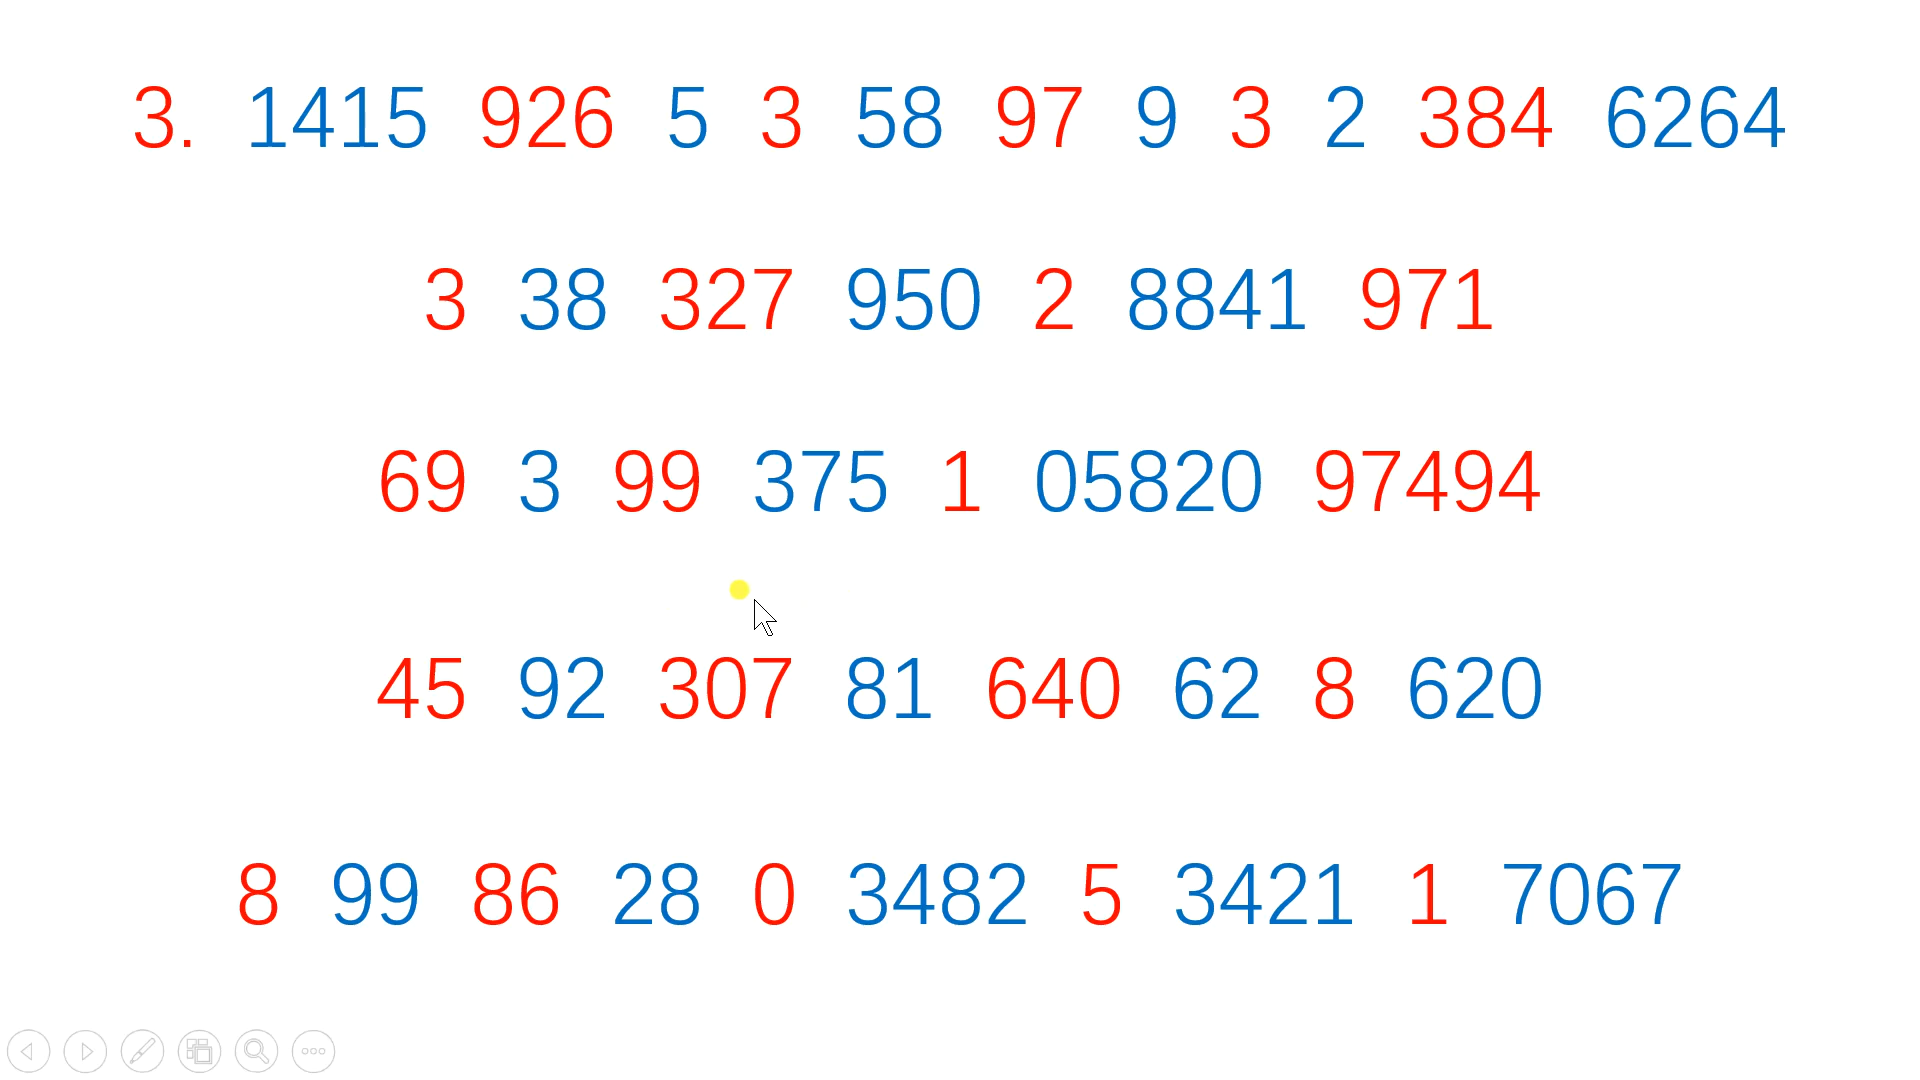 3. 1415 926 5 3 58 97 9 3 2 384 6264
3 38 327 950 2 8841 971
69 3 99 375 1 05820 97494
45 92 307 81 640 62 8 620
8 99 86 28 0 3482 5 3421 1 7067